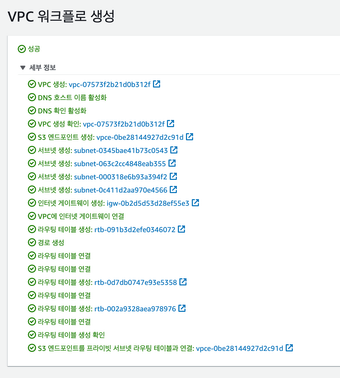 VPC 워크플로 생성
성공
▼ 세부 정보
VPC 생성: vpc-07573f2b21d0b312f
DNS 호스트 이름 활성화
DNS 확인 활성화
VPC 생성 확인: vpc-07573f2b21d0b312f
S3 엔드포인트 생성: vpce-0be28144927d2c91d
서브넷 생성: subnet-0345bae41b73c0543
서브넷 생성: subnet-063c2cc4848eab355
서브넷 생성: subnet-000318e6b93a394f2
서브넷 생성: subnet-0c411d2aa970e4566
인터넷 게이트웨이 생성: igw-0b2d5d53d28ef55e3
VPC에 인터넷 게이트웨이 연결
라우팅 테이블 생성: rtb-091b3d2efe0346072
경로 생성
라우팅 테이블 연결
라우팅 테이블 연결
라우팅 테이블 생성: rtb-0d7db0747e93e5358
라우팅 테이블 연결
라우팅 테이블 생성: rtb-002a9328aea978976
라우팅 테이블 연결
라우팅 테이블 생성 확인
S3 엔드포인트를 프라이빗 서브넷 라우팅 테이블과 연결: vpce-0be28144927d2c91d